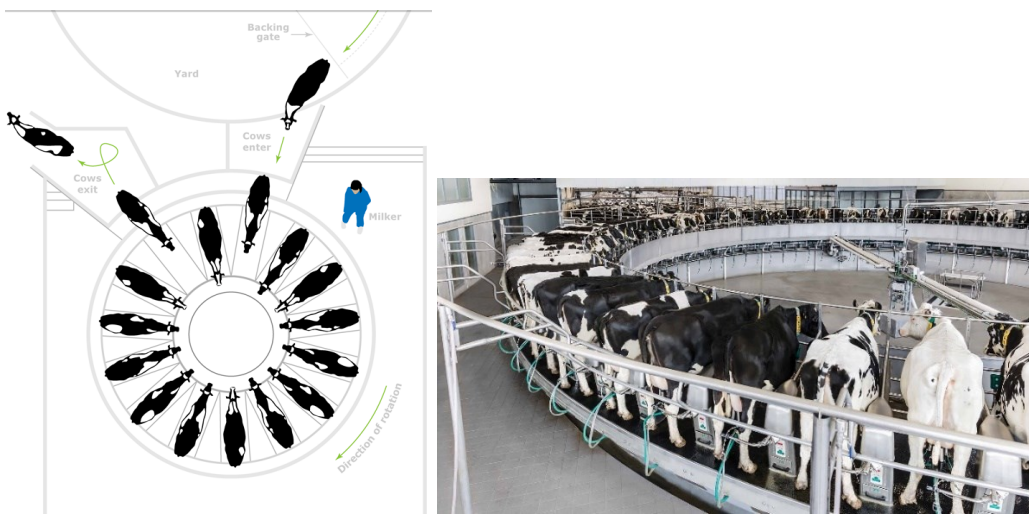 Backing
gate
Yard
Cows
enter
Cows
exit
Milker
Direction of rotation